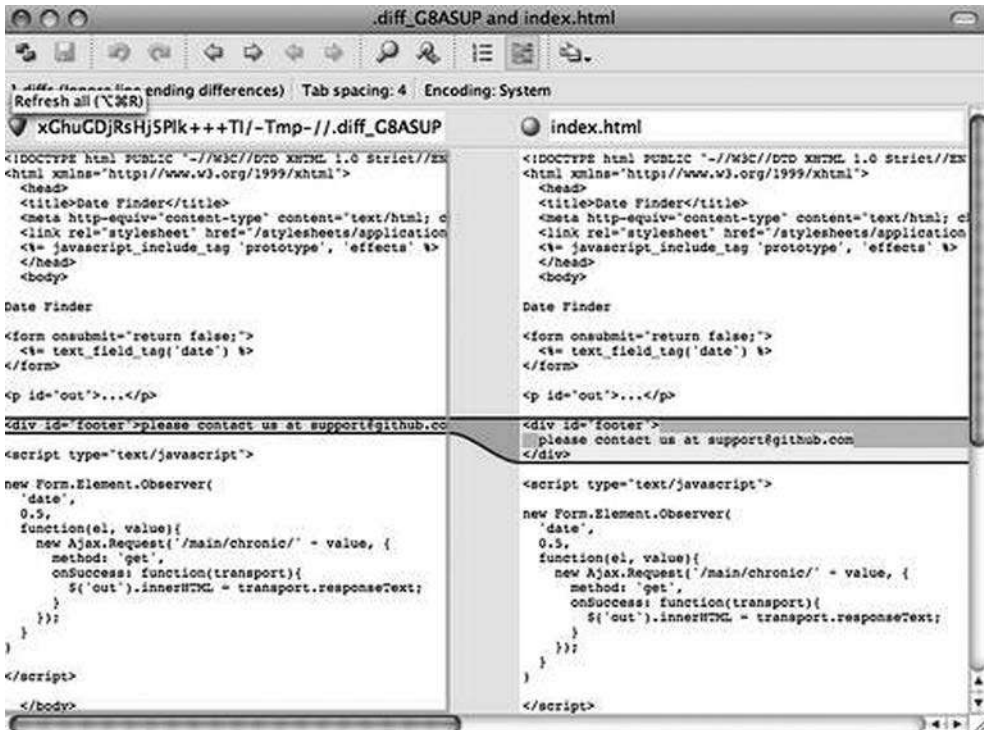 .diff_G8ASUP and index.html
diffs (Ignore line ending differences) Tab spacing: 4 Encoding: System
Refresh all (⌥⌘R)
xGhuGDjRsHj5Plk+++TI/-Tmp-//.diff_G8ASUP
<!DOCTYPE html PUBLIC "-//W3C//DTD XHTML 1.0 Strict//EN
<html xmlns="http://www.w3.org/1999/xhtml">
<head>
<title>Date Finder</title>
<meta http-equiv="content-type" content="text/html; c
<link rel="stylesheet" href="/stylesheets/application
<%= javascript_include_tag 'prototype', 'effects' %>
</head>
<body>
Date Finder
<form onsubmit="return false;">
<%= text_field_tag('date') %>
</form>
<p id="out">...</p>
<div id="footer">please contact us at support@github.co
<script type="text/javascript">
new Form.Element.Observer(
'date',
0.5,
function(el, value){
new Ajax.Request('/main/chronic/' + value, {
method: 'get',
onSuccess: function(transport){
$('out').innerHTML = transport.responseText;
}
});
}
)
</script>
</body>
index.html
<!DOCTYPE html PUBLIC "-//W3C//DTD XHTML 1.0 Strict//EN
<html xmlns="http://www.w3.org/1999/xhtml">
<head>
<title>Date Finder</title>
<meta http-equiv="content-type" content="text/html; cl
<link rel="stylesheet" href="/stylesheets/application
<%= javascript_include_tag 'prototype', 'effects' %>
</head>
<body>
Date Finder
<form onsubmit="return false;">
<%= text_field_tag('date') %>
</form>
<p id="out">...</p>
<div id="footer">
please contact us at support@github.com
</div>
<script type="text/javascript">
new Form.Element.Observer(
'date',
0.5,
function(el, value){
new Ajax.Request('/main/chronic/' + value, {
method: 'get',
onSuccess: function(transport){
$('out').innerHTML = transport.responseText;
}
});
}
)
</script>